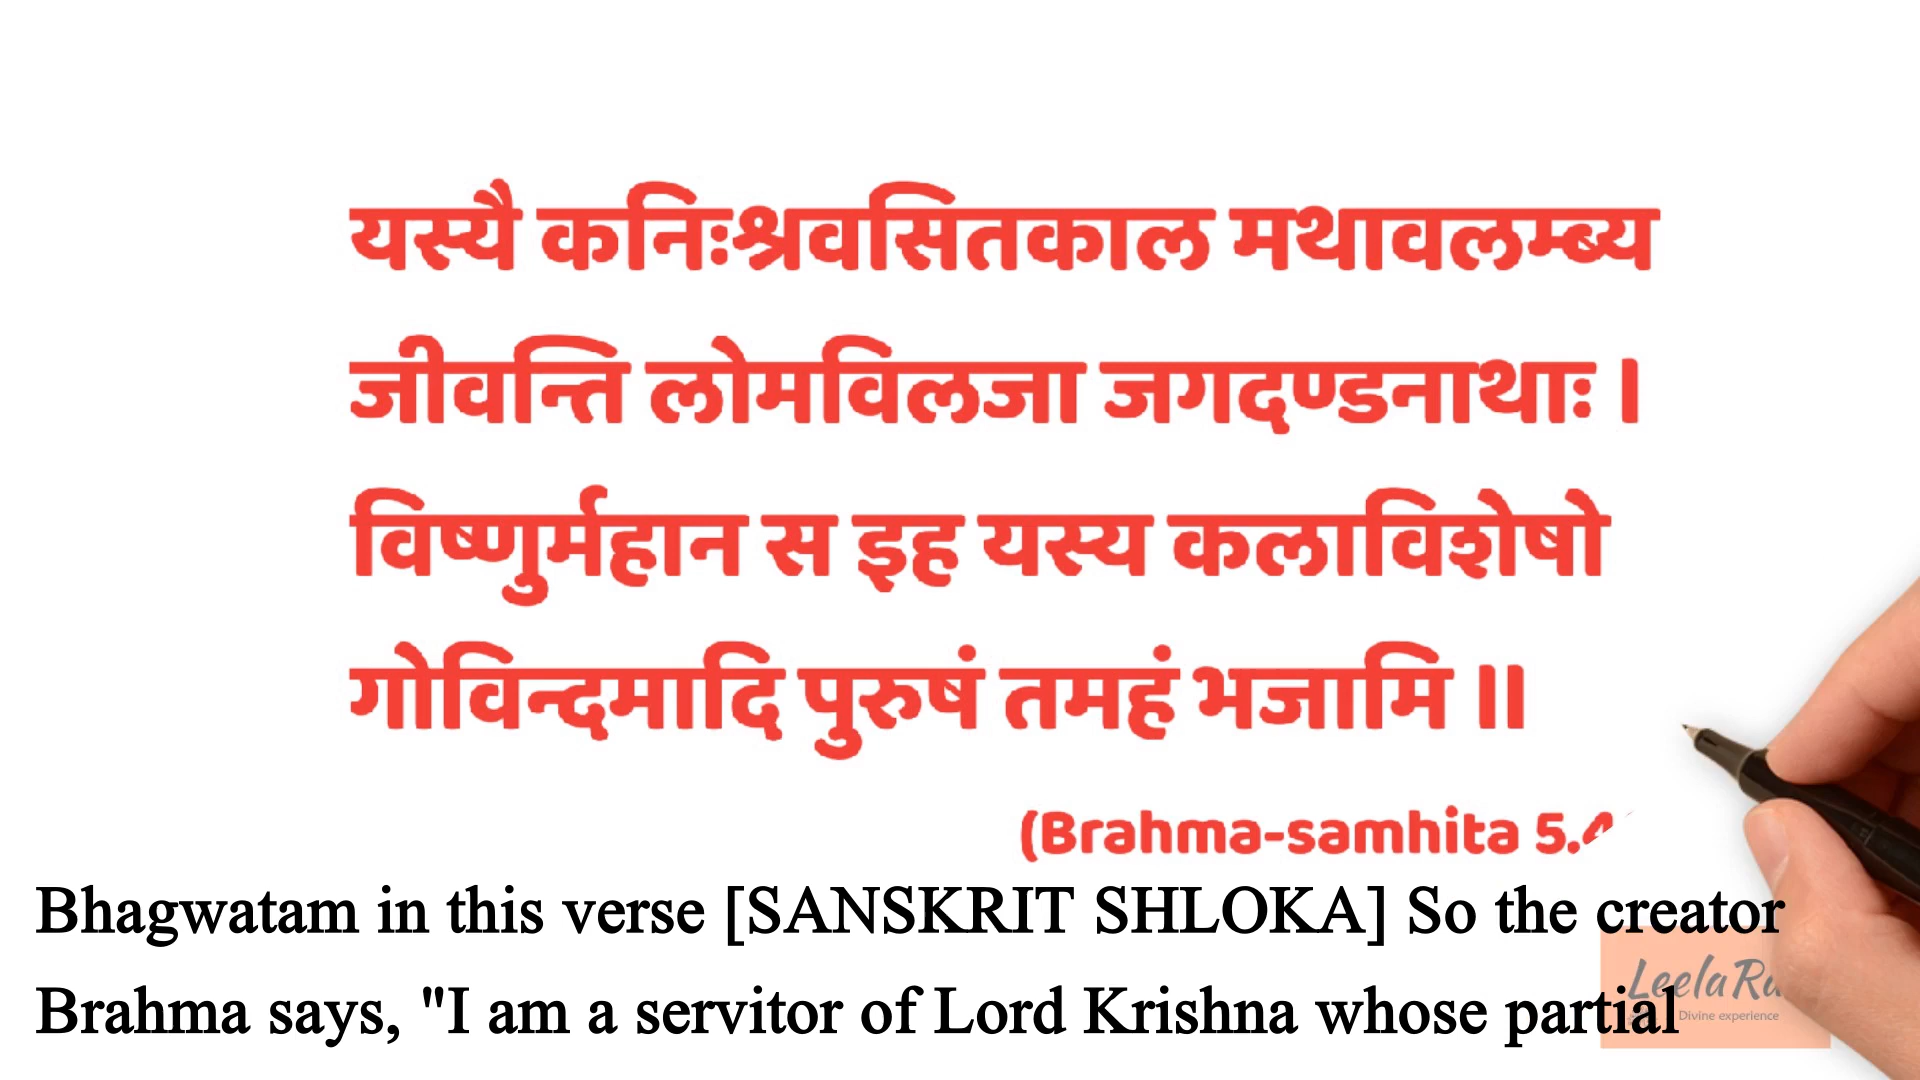 यस्यै कनिःश्रवसितकाल मथावलम्ब्य
जीवन्ति लोमविलजा जगदण्डनाथाः ।
विष्णुर्महान स इह यस्य कलाविशेषो
गोविन्दमादि पुरुषं तमहं भजामि ॥
(Brahma-samhita 5.4
Bhagwatam in this verse [SANSKRIT SHLOKA] So the creator
Brahma says, "I am a servitor of Lord Krishna whose partial
Divine experience